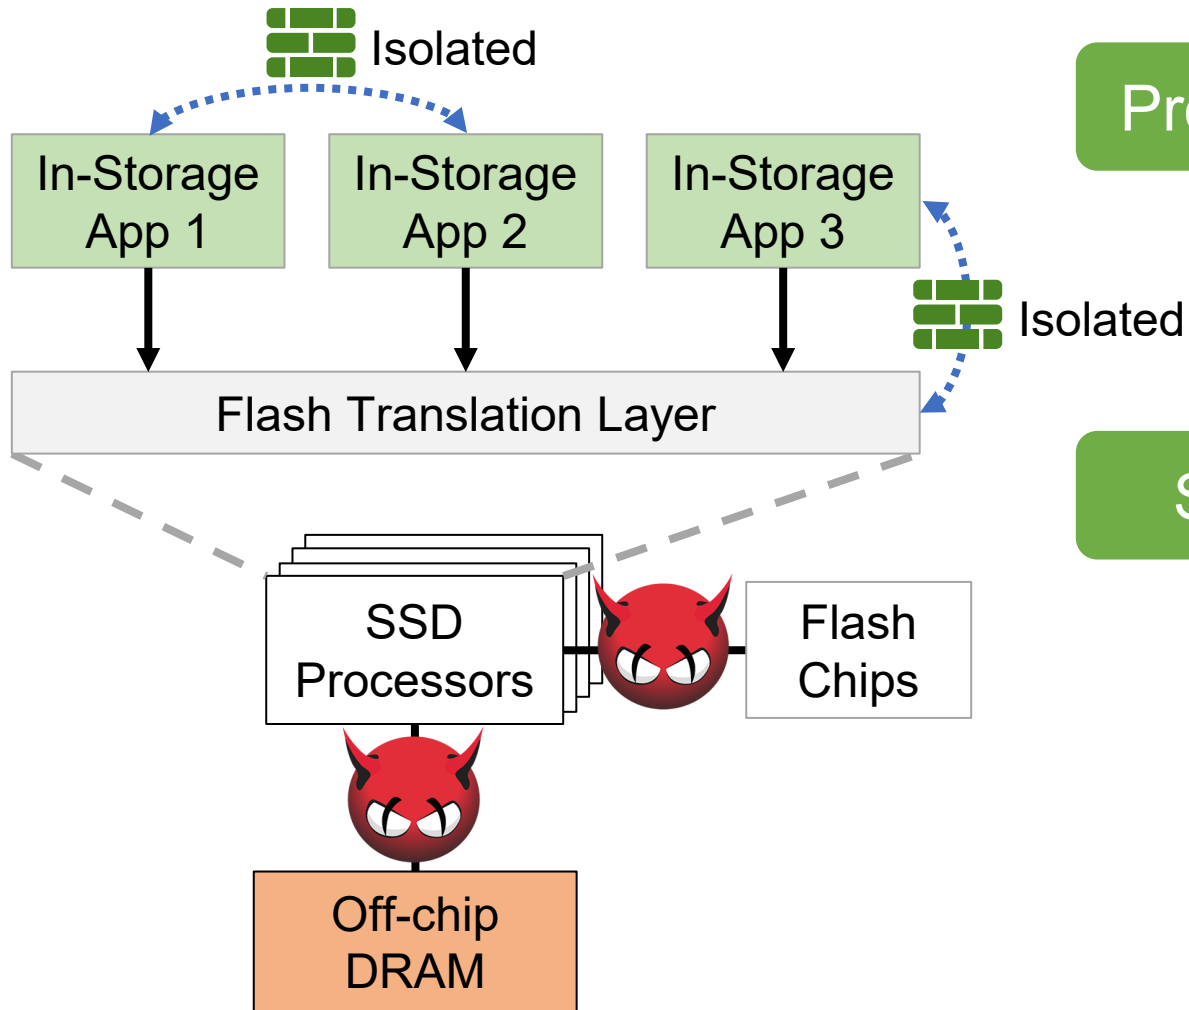 Isolated
In-Storage
App 1
In-Storage
App 2
In-Storage
App 3
Isolated
Flash Translation Layer
SSD
Processors
Flash
Chips
Off-chip
DRAM